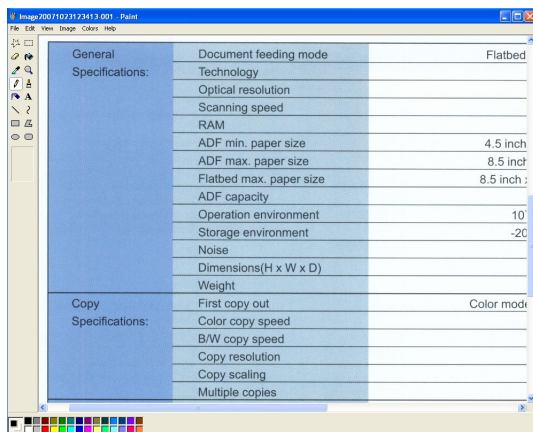 Image20071023123413-001 - Paint
File Edit View Image Colors Help
General Document feeding mode Flatbed
Specifications: Technology
Optical resolution
Scanning speed
RAM
ADF min. paper size 4.5 inch
ADF max. paper size 8.5 inch
Flatbed max. paper size 8.5 inch
ADF capacity
Operation environment 10
Storage environment -20
Noise
Dimensions(H x W x D)
Weight
Copy First copy out Color mode
Specifications: Color copy speed
B/W copy speed
Copy resolution
Copy scaling
Multiple copies